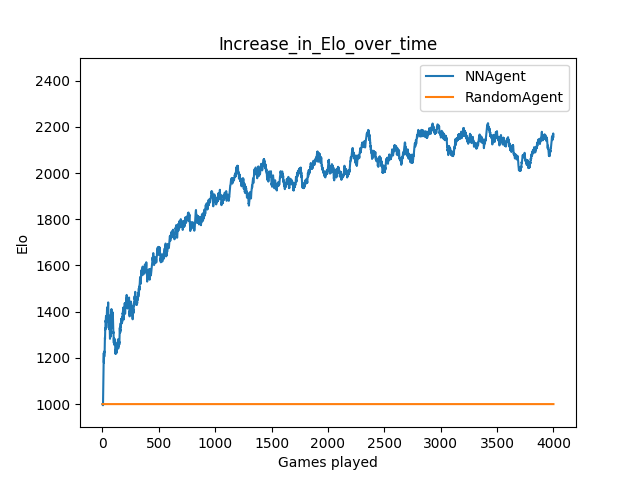 Increase_in_Elo_over_time
NNAgent
RandomAgent
2400
2200
2000
1800
1600
1400
1200
1000
Elo
0 500 1000 1500 2000 2500 3000 3500 4000
Games played